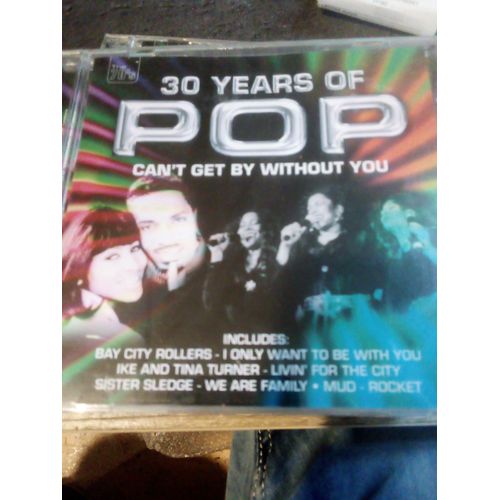 30 YEARS OF
POP
CAN'T GET BY WITHOUT YOU
INCLUDES:
BAY CITY ROLLERS - I ONLY WANT TO BE WITH YOU
IKE AND TINA TURNER - LIVIN' FOR THE CITY
SISTER SLEDGE - WE ARE FAMILY • MUD - ROCKET